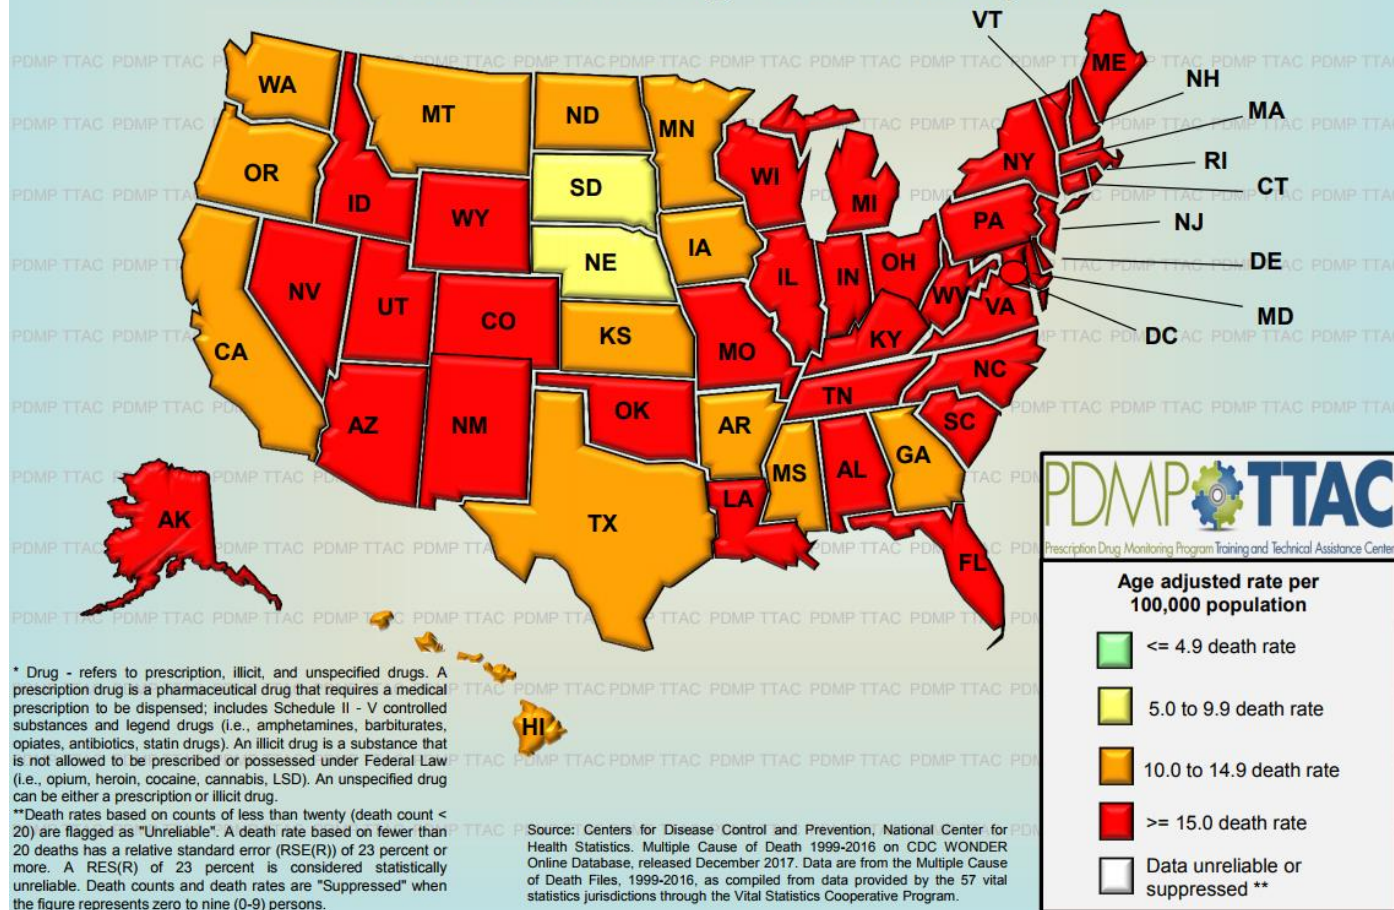 VT
ME
WA
MT
ND
MN
NH
MA
OR
ID
WY
SD
WI
MI
NY
RI
CT
NJ
PA
IA
NE
NV
UT
CO
IL
IN
OH
DE
WV
VA
MD
DC
CA
KS
MO
KY
NC
TN
AZ
NM
OK
AR
SC
MS
AL
GA
LA
TX
AK
FL
HI
PDMP TTAC
Prescription Drug Monitoring Program Training and Technical Assistance Center
Age adjusted rate per
100,000 population
<= 4.9 death rate
5.0 to 9.9 death rate
10.0 to 14.9 death rate
>= 15.0 death rate
Data unreliable or
suppressed **
* Drug - refers to prescription, illicit, and unspecified drugs. A
prescription drug is a pharmaceutical drug that requires a medical
prescription to be dispensed; includes Schedule II - V controlled
substances and legend drugs (i.e., amphetamines, barbiturates,
opiates, antibiotics, statin drugs). An illicit drug is a substance that
is not allowed to be prescribed or possessed under Federal Law
(i.e., opium, heroin, cocaine, cannabis, LSD). An unspecified drug
can be either a prescription or illicit drug.
**Death rates based on counts of less than twenty (death count <
20) are flagged as "Unreliable". A death rate based on fewer than
20 deaths has a relative standard error (RSE(R)) of 23 percent or
more. A RES(R) of 23 percent is considered statistically
unreliable. Death counts and death rates are "Suppressed" when
the figure represents zero to nine (0-9) persons.
Source: Centers for Disease Control and Prevention, National Center for
Health Statistics. Multiple Cause of Death 1999-2016 on CDC WONDER
Online Database, released December 2017. Data are from the Multiple Cause
of Death Files, 1999-2016, as compiled from data provided by the 57 vital
statistics jurisdictions through the Vital Statistics Cooperative Program.